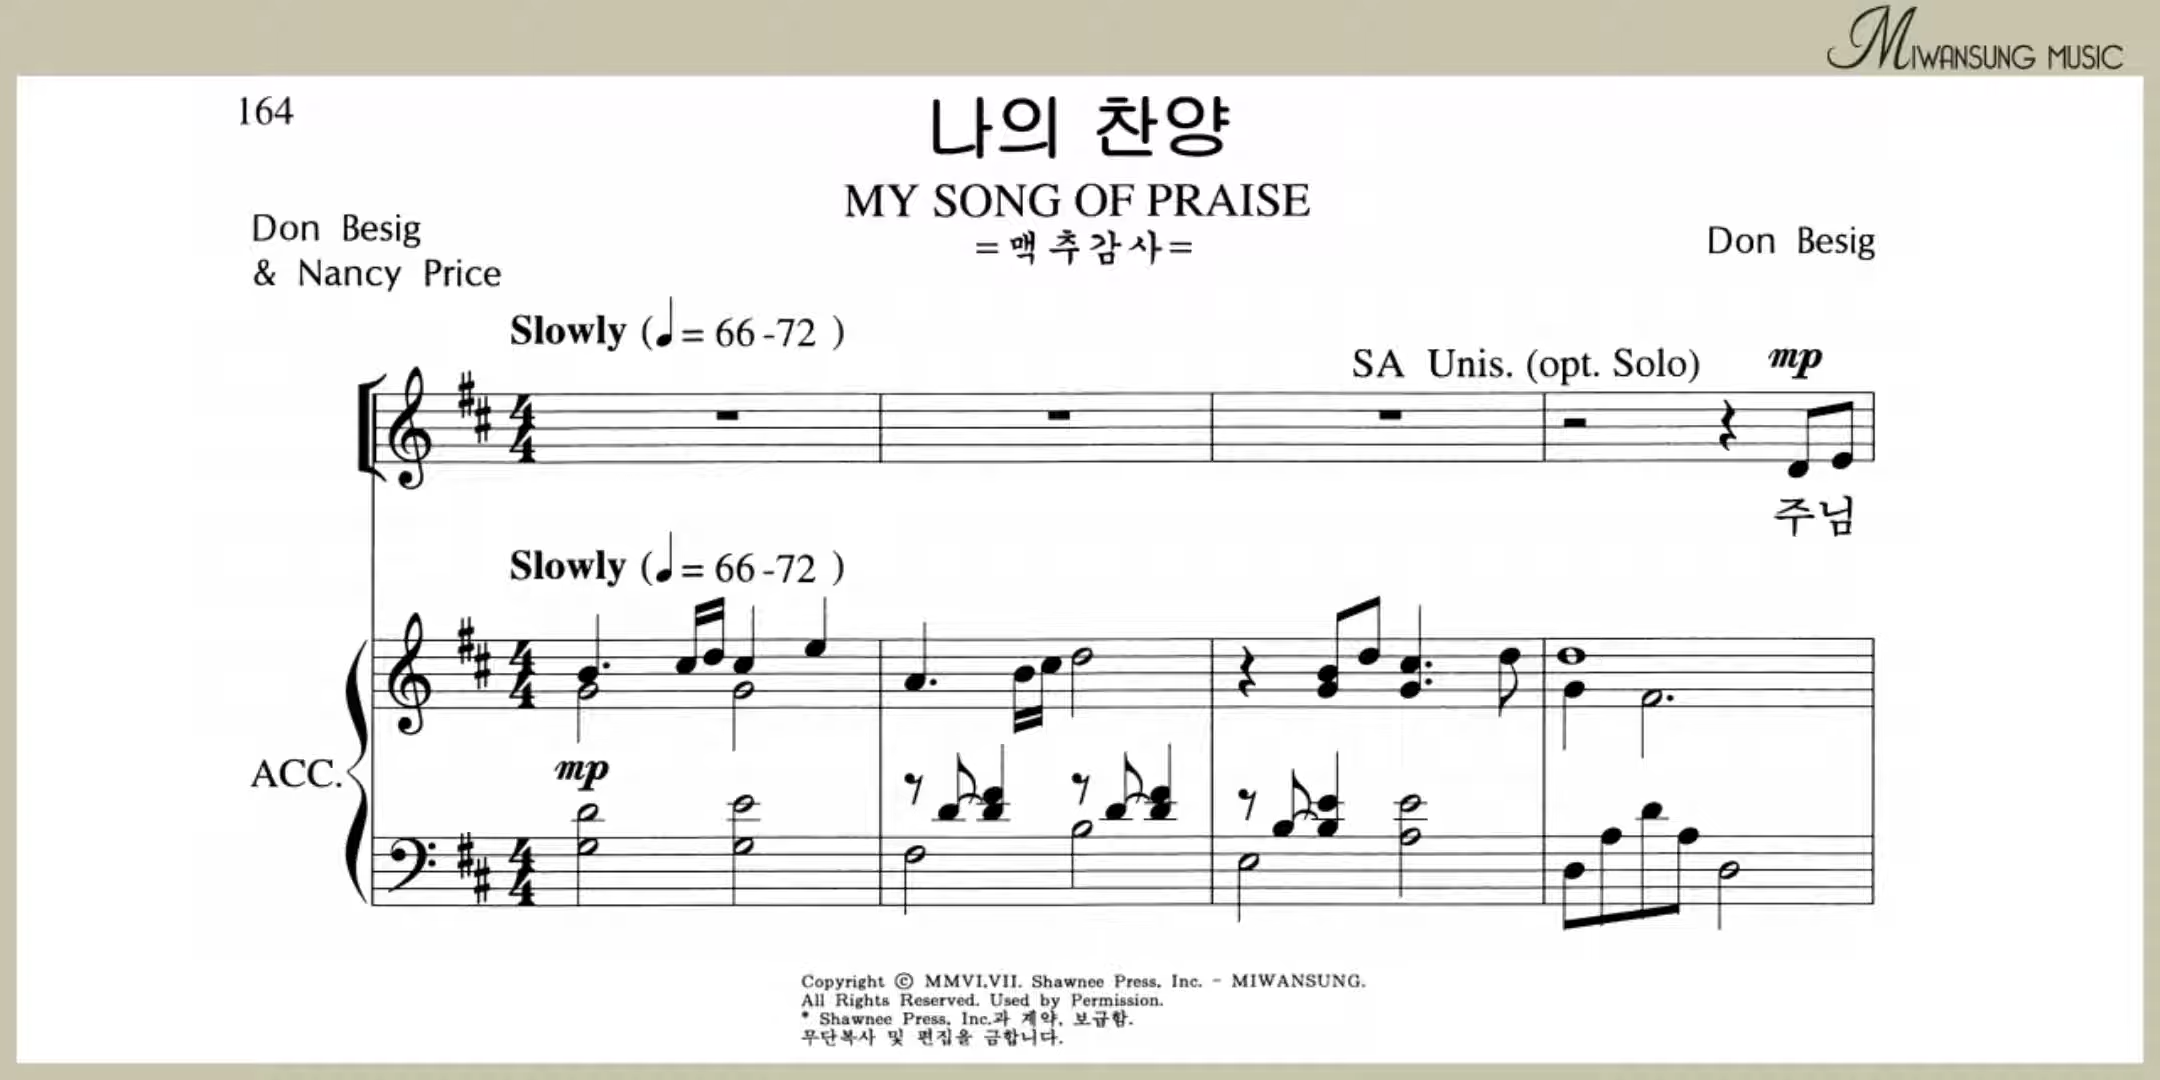 MIWANSUNG MUSIC
164
나의 찬양
MY SONG OF PRAISE
=맥추감사=
Don Besig
& Nancy Price
Don Besig
Slowly (♩= 66-72 )
SA Unis. (opt. Solo)
mp
주님
Slowly (♩= 66-72 )
ACC.
mp
Copyright © MMVI,VII. Shawnee Press, Inc. - MIWANSUNG.
All Rights Reserved. Used by Permission.
* Shawnee Press, Inc.과 계약, 보급함.
무단복사 및 편집을 금합니다.